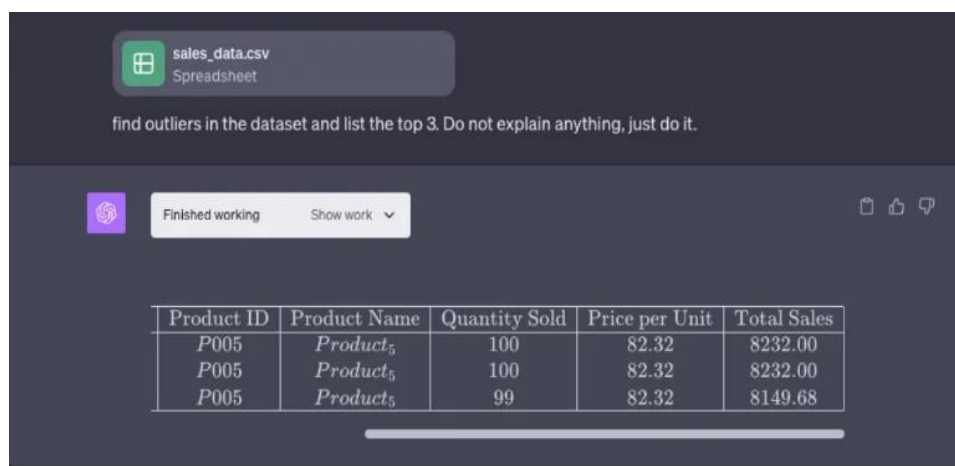 sales_data.csv
Spreadsheet
find outliers in the dataset and list the top 3. Do not explain anything, just do it.
Finished working Show work
Product ID Product Name Quantity Sold Price per Unit Total Sales
P005 Product₅ 100 82.32 8232.00
P005 Product₅ 100 82.32 8232.00
P005 Product₅ 99 82.32 8149.68